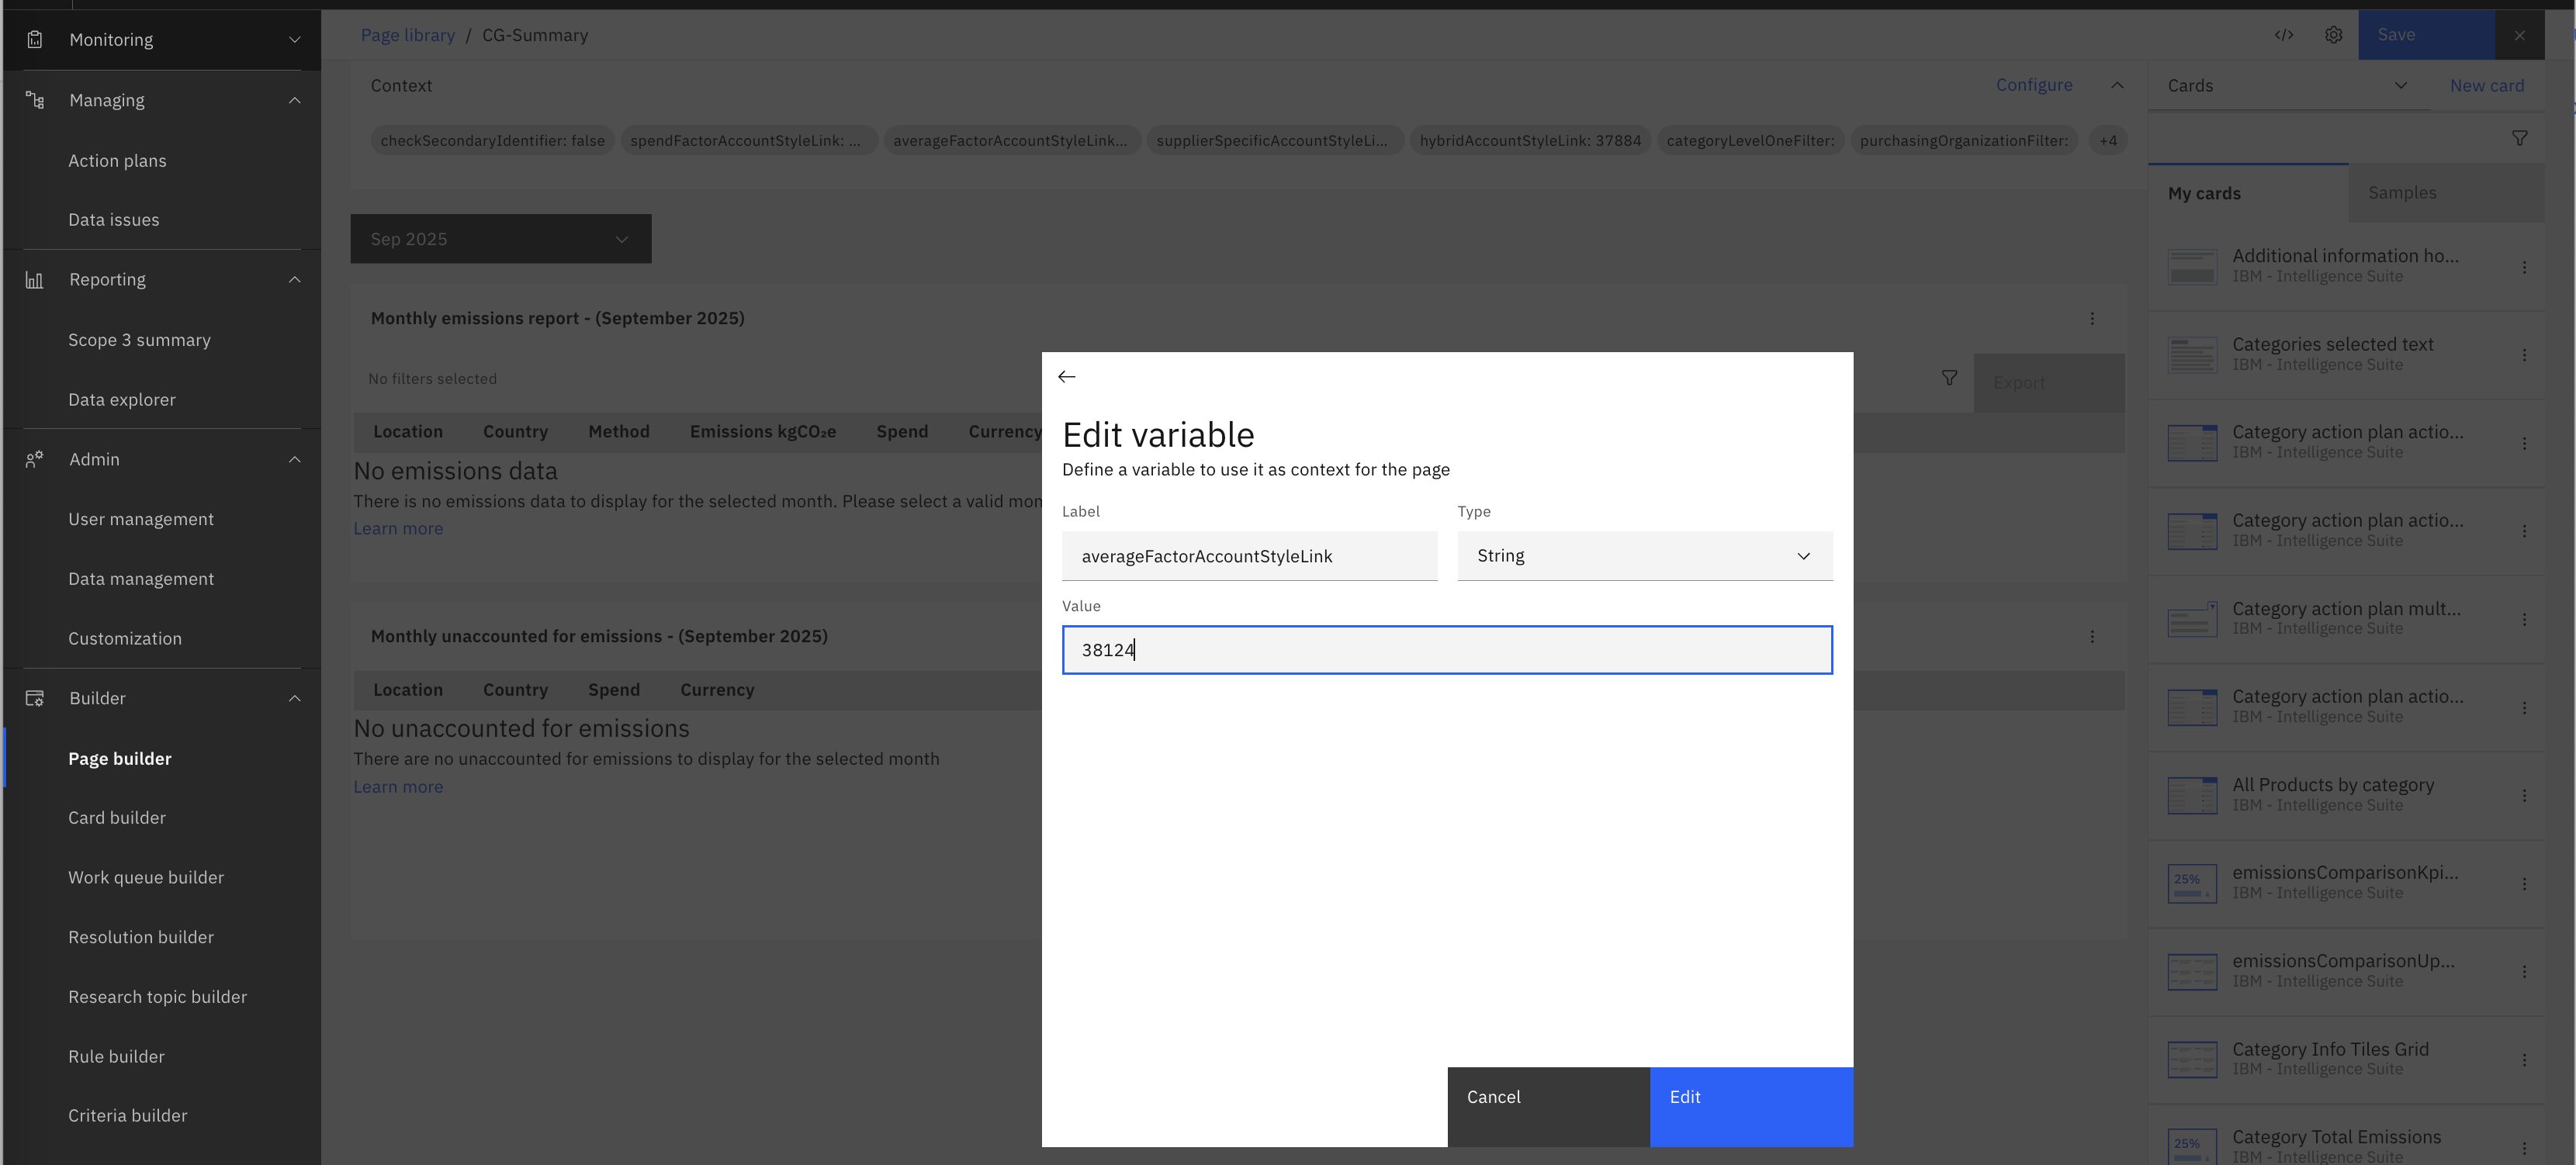 Monitoring
Managing
Action plans
Data issues
Reporting
Scope 3 summary
Data explorer
Admin
User management
Data management
Customization
Builder
Page builder
Card builder
Work queue builder
Resolution builder
Research topic builder
Rule builder
Criteria builder
Page library / CG-Summary
Save
Context
Configure
checkSecondaryIdentifier: false
spendFactorAccountStyleLink: ...
averageFactorAccountStyleLink...
supplierSpecificAccountStyleLi...
hybridAccountStyleLink: 37884
categoryLevelOneFilter:
purchasingOrganizationFilter:
+4
Sep 2025
Monthly emissions report - (September 2025)
No filters selected
Export
Location Country Method Emissions kgCO₂e Spend Currency
No emissions data
There is no emissions data to display for the selected month. Please select a valid mon
Learn more
Monthly unaccounted for emissions - (September 2025)
Location Country Spend Currency
No unaccounted for emissions
There are no unaccounted for emissions to display for the selected month
Learn more
Edit variable
Define a variable to use it as context for the page
Label
averageFactorAccountStyleLink
Type
String
Value
38124
Cancel
Edit
Cards
New card
My cards
Samples
Additional information ho...
IBM - Intelligence Suite
Categories selected text
IBM - Intelligence Suite
Category action plan actio...
IBM - Intelligence Suite
Category action plan actio...
IBM - Intelligence Suite
Category action plan mult...
IBM - Intelligence Suite
Category action plan actio...
IBM - Intelligence Suite
All Products by category
IBM - Intelligence Suite
25%
emissionsComparisonKpi...
IBM - Intelligence Suite
emissionsComparisonUp...
IBM - Intelligence Suite
Category Info Tiles Grid
IBM - Intelligence Suite
25%
Category Total Emissions
IBM - Intelligence Suite